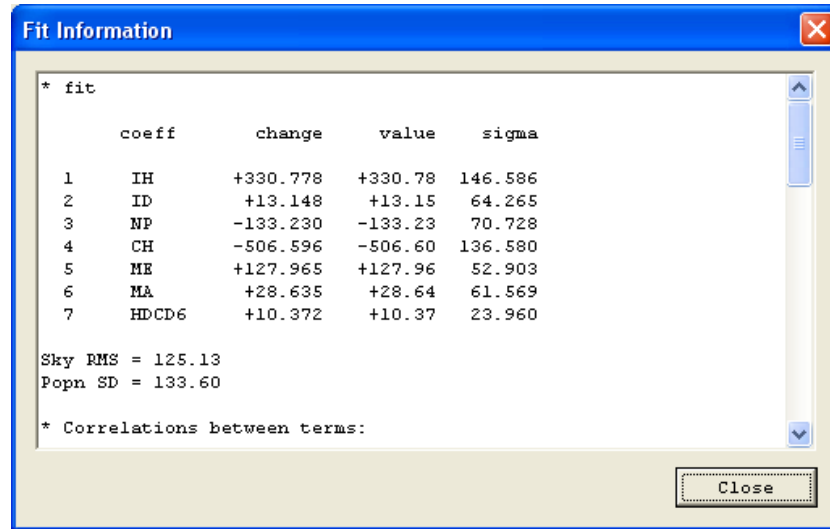 Fit Information
* fit
coeff change value sigma
1 IH +330.778 +330.78 146.586
2 ID +13.148 +13.15 64.265
3 NP -133.230 -133.23 70.728
4 CH -506.596 -506.60 136.580
5 ME +127.965 +127.96 52.903
6 MA +28.635 +28.64 61.569
7 HDCD6 +10.372 +10.37 23.960
Sky RMS = 125.13
Popn SD = 133.60
* Correlations between terms:
Close